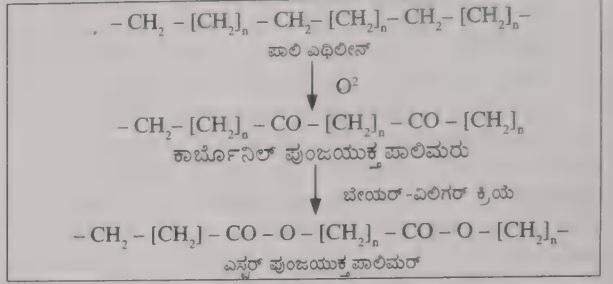 – CH₂ – [CH₂]ₙ – CH₂– [CH₂]ₙ– CH₂– [CH₂]ₙ–
ಪಾಲಿ ಎಥಿಲೀನ್
O²
– CH₂– [CH₂]ₙ – CO – [CH₂]ₙ – CO – [CH₂]ₙ
ಕಾರ್ಬೊನಿಲ್ ಪುಂಜಯುಕ್ತ ಪಾಲಿಮರು
ಬೇಯರ್-ವಿಲಿಗರ್ ಕ್ರಿಯೆ
– CH₂ – [CH₂] – CO – O – [CH₂]ₙ – CO – O – [CH₂]ₙ–
ಎಸ್ಟರ್ ಪುಂಜಯುಕ್ತ ಪಾಲಿಮರ್